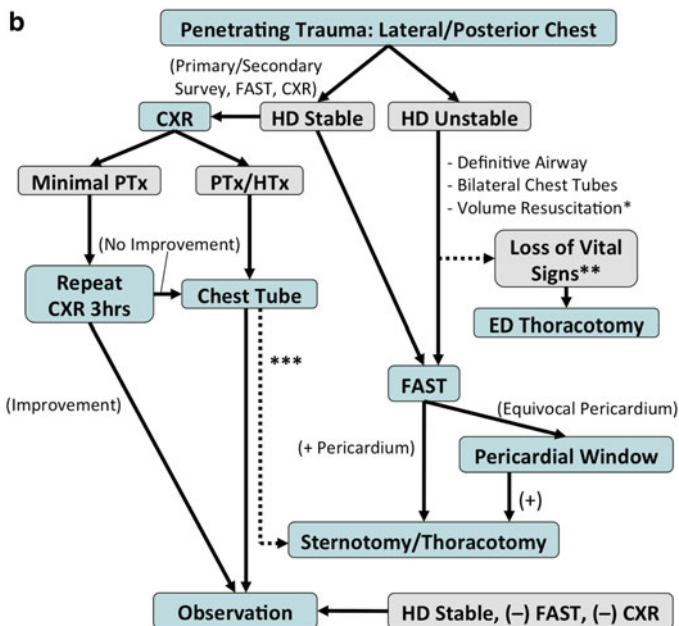 b
Penetrating Trauma: Lateral/Posterior Chest
(Primary/Secondary
Survey, FAST, CXR)
CXR
HD Stable
HD Unstable
- Definitive Airway
- Bilateral Chest Tubes
- Volume Resuscitation*
Minimal PTx
PTx/HTx
(No Improvement)
Loss of Vital
Signs**
Repeat
CXR 3hrs
Chest Tube
ED Thoracotomy
***
FAST
(Improvement)
(Equivocal Pericardium)
(+ Pericardium)
Pericardial Window
(+)
Sternotomy/Thoracotomy
Observation
HD Stable, (–) FAST, (–) CXR